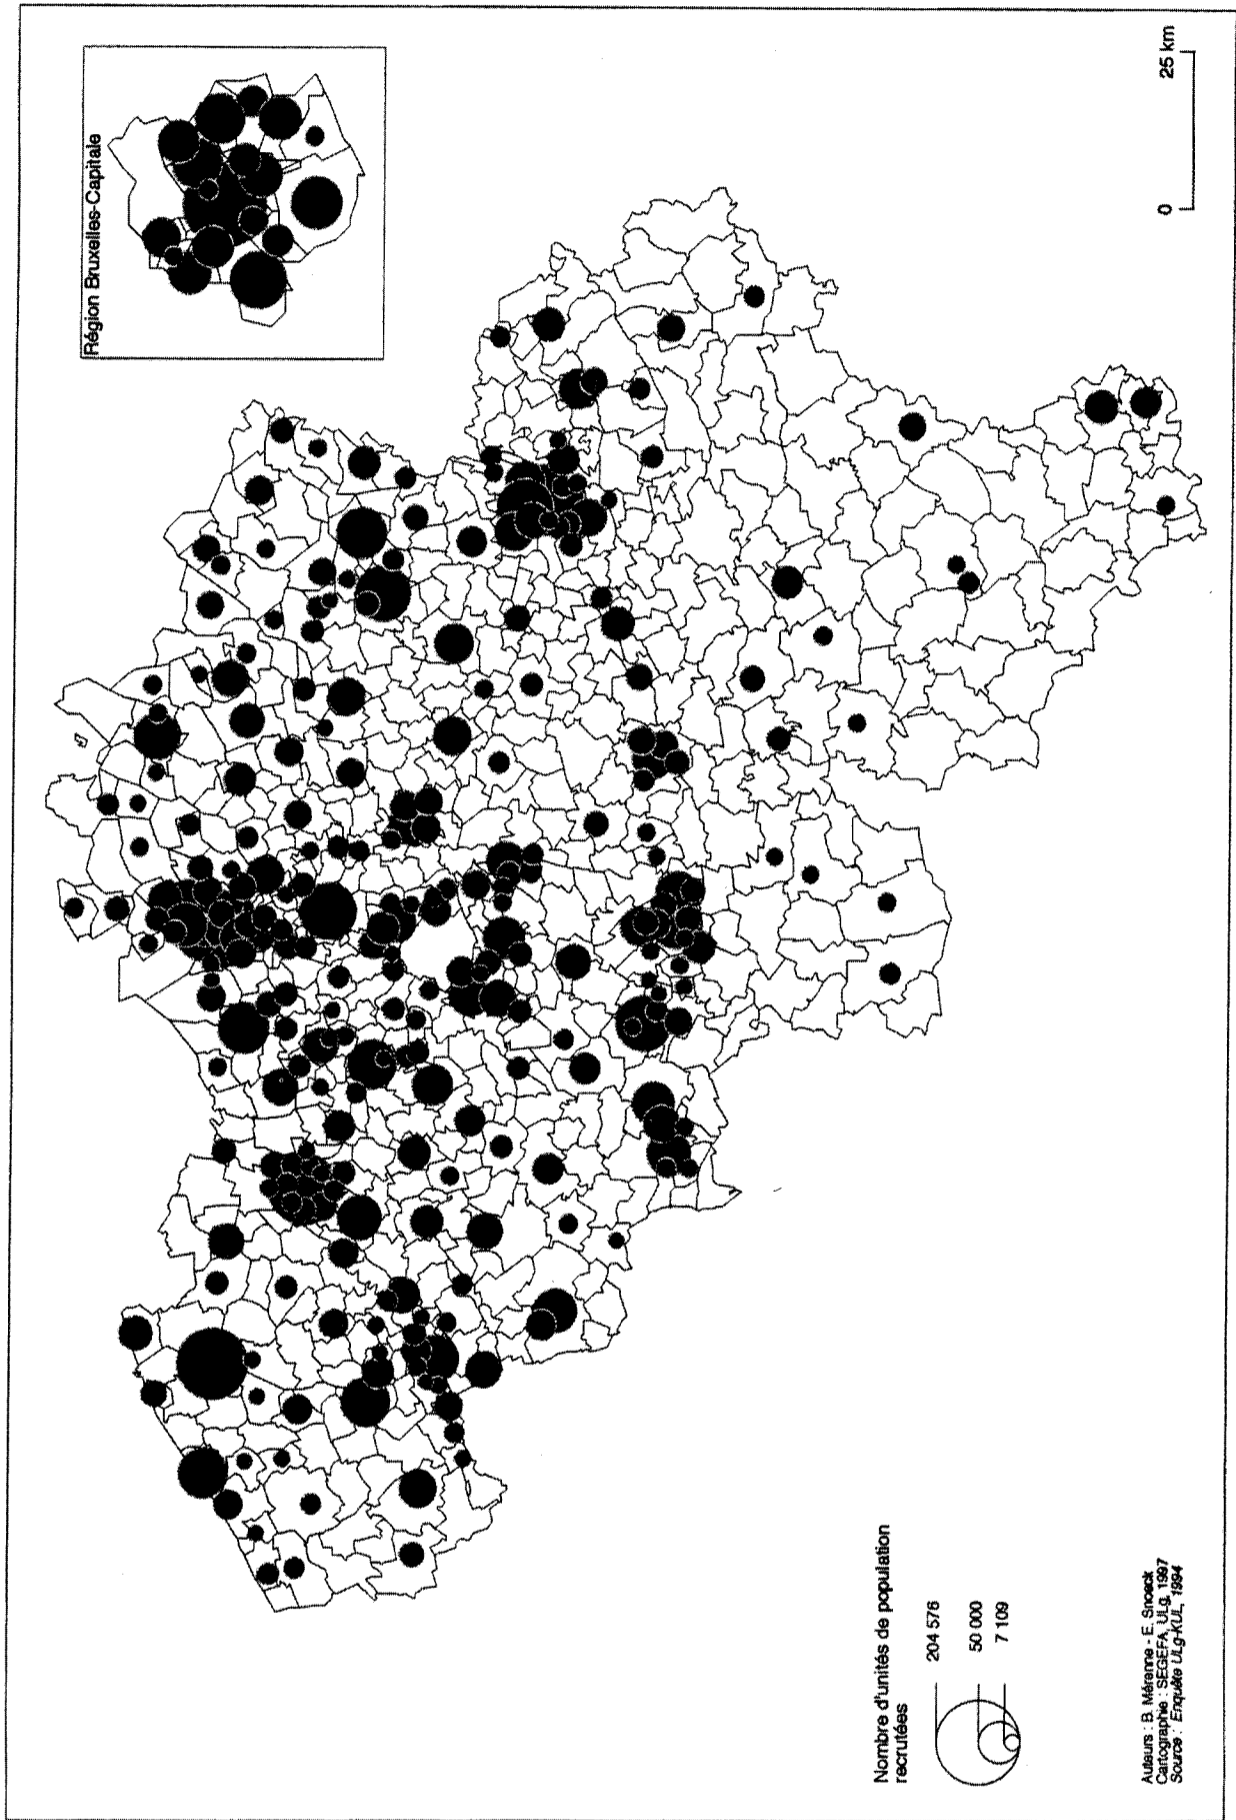 Région Bruxelles-Capitale
0
25 km
Nombre d'unités de population
recrutées
204 576
50 000
7 109
Auteurs : B. Mérenne - E. Snoeck
Cartographie : SEGEFA, ULg, 1997
Source : Enquête ULg-KUL, 1994